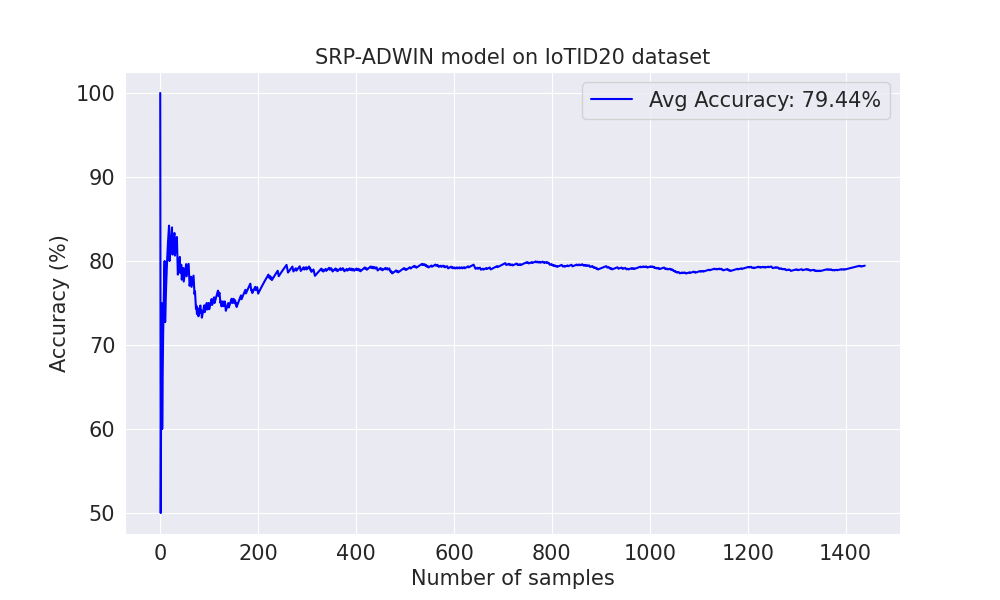 SRP-ADWIN model on IoTID20 dataset
Avg Accuracy: 79.44%
Accuracy (%)
100
90
80
70
60
50
0 200 400 600 800 1000 1200 1400
Number of samples